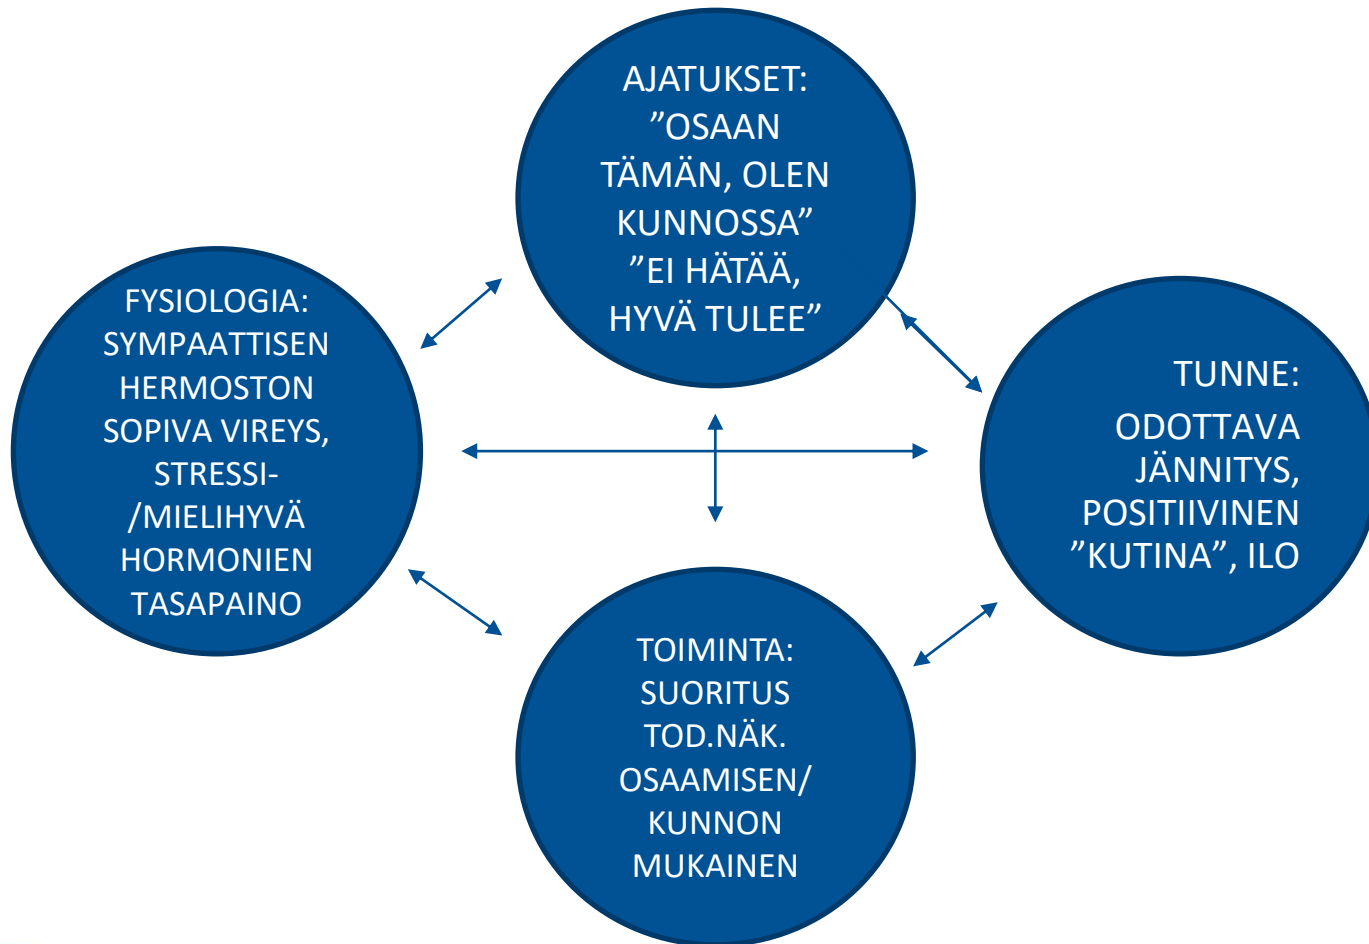 AJATUKSET:
”OSAAN
TÄMÄN, OLEN
KUNNOSSA”
”EI HÄTÄÄ,
HYVÄ TULEE”
FYSIOLOGIA:
SYMPAATTISEN
HERMOSTON
SOPIVA VIREYS,
STRESSI-
/MIELIHYVÄ
HORMONIEN
TASAPAINO
TUNNE:
ODOTTAVA
JÄNNITYS,
POSITIIVINEN
”KUTINA”, ILO
TOIMINTA:
SUORITUS
TOD.NÄK.
OSAAMISEN/
KUNNON
MUKAINEN